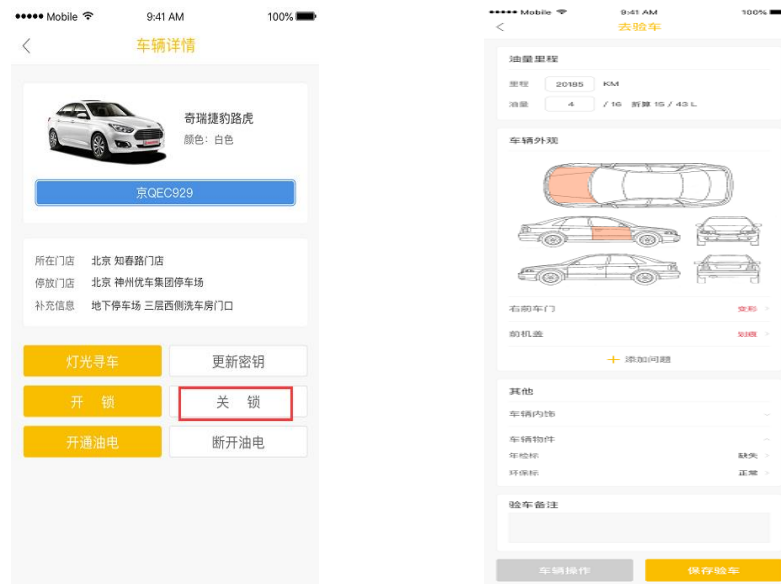 Mobile 9:41 AM 100%
车辆详情
奇瑞捷豹路虎
颜色：白色
京QEC929
所在门店 北京 知春路门店
停放门店 北京 神州优车集团停车场
补充信息 地下停车场 三层西侧洗车房门口
灯光寻车 更新密钥
开 锁 关 锁
开通油电 断开油电
Mobile 9:41 AM 100%
去验车
油量里程
里程 20185 KM
油量 4 / 16 折算 15 / 43 L
车辆外观
右前车门 变形
前机盖 划痕
添加问题
其他
车辆内饰
车辆物件
年检标 缺失
环保标 正常
验车备注
车辆操作 保存验车